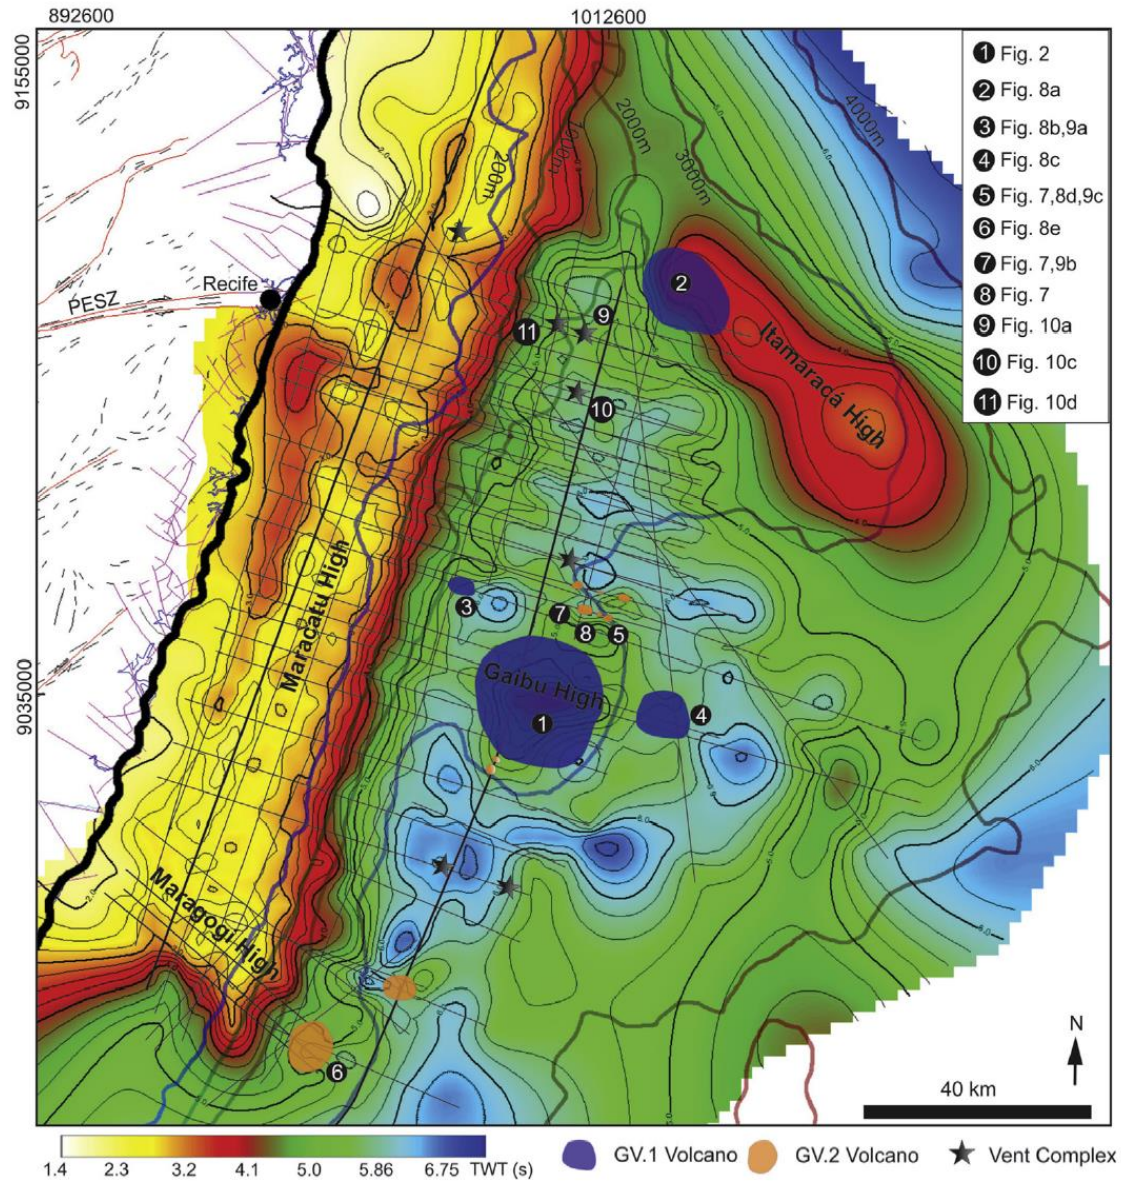 892600
1012600
9155000
9035000
1 Fig. 2
2 Fig. 8a
3 Fig. 8b,9a
4 Fig. 8c
5 Fig. 7,8d,9c
6 Fig. 8e
7 Fig. 7,9b
8 Fig. 7
9 Fig. 10a
10 Fig. 10c
11 Fig. 10d
200m
1000m
2000m
3000m
4000m
Recife
PESZ
2
9
11
10
Itamaracá High
Maracatu High
3
7
8
5
Gaibu High
1
4
Maragogi High
6
N
40 km
1.4 2.3 3.2 4.1 5.0 5.86 6.75 TWT (s)
GV.1 Volcano
GV.2 Volcano
Vent Complex